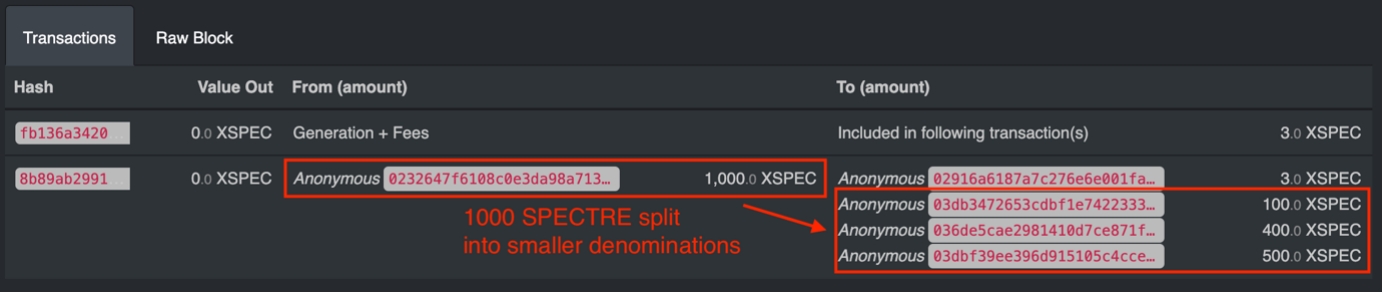 Transactions Raw Block
Hash Value Out From (amount) To (amount)
fb136a3420... 0.0 XSPEC Generation + Fees Included in following transaction(s) 3.0 XSPEC
8b89ab2991... 0.0 XSPEC Anonymous 0232647f6108c0e3da98a713… 1,000.0 XSPEC Anonymous 02916a6187a7c276e6e001fa… 3.0 XSPEC
Anonymous 03db3472653cdbf1e7422333… 100.0 XSPEC
Anonymous 036de5cae2981410d7ce871f… 400.0 XSPEC
Anonymous 03dbf39ee396d915105c4cce… 500.0 XSPEC
1000 SPECTRE split
into smaller denominations